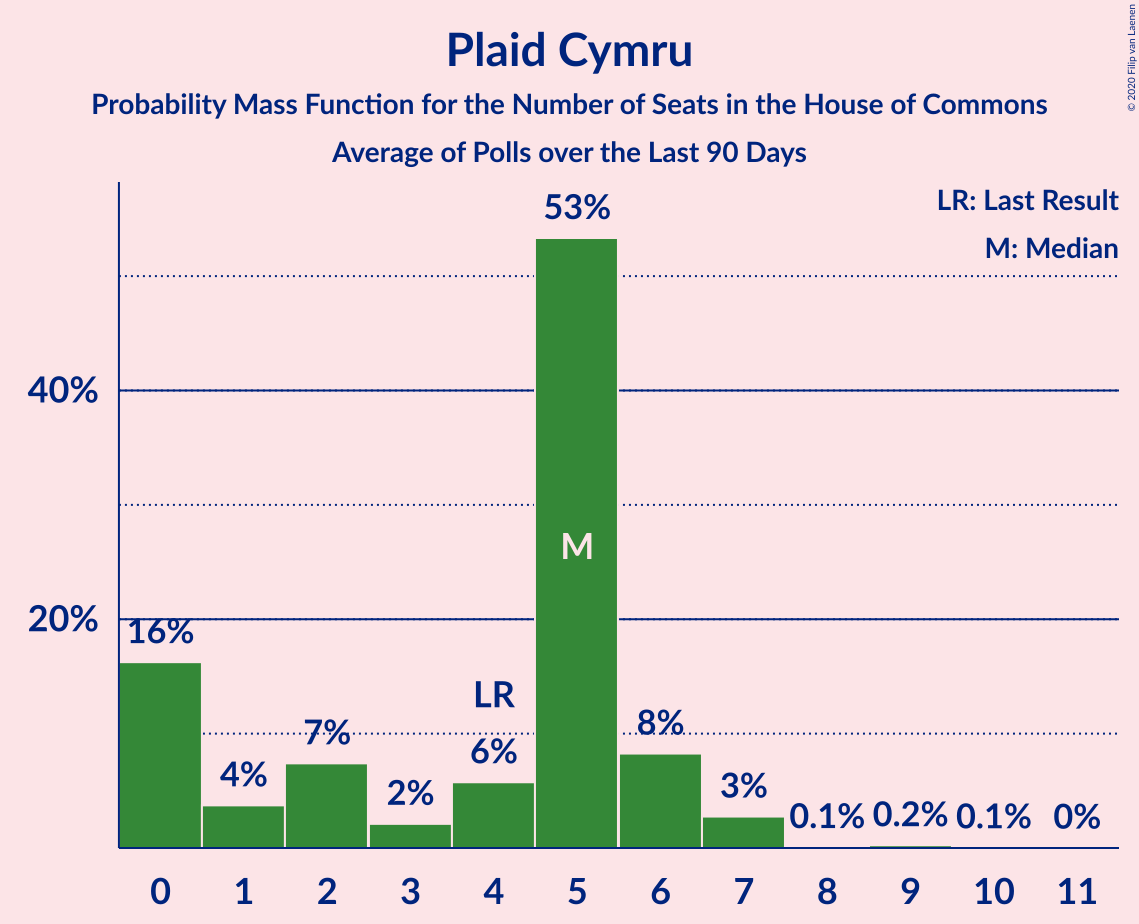 Plaid Cymru
Probability Mass Function for the Number of Seats in the House of Commons
Average of Polls over the Last 90 Days
© 2020 Filip van Laenen
LR: Last Result
M: Median
53%
40%
M
20%
16%
LR
8%
7%
6%
4%
2%
3%
0.1% 0.2% 0.1% 0%
0 1 2 3 4 5 6 7 8 9 10 11